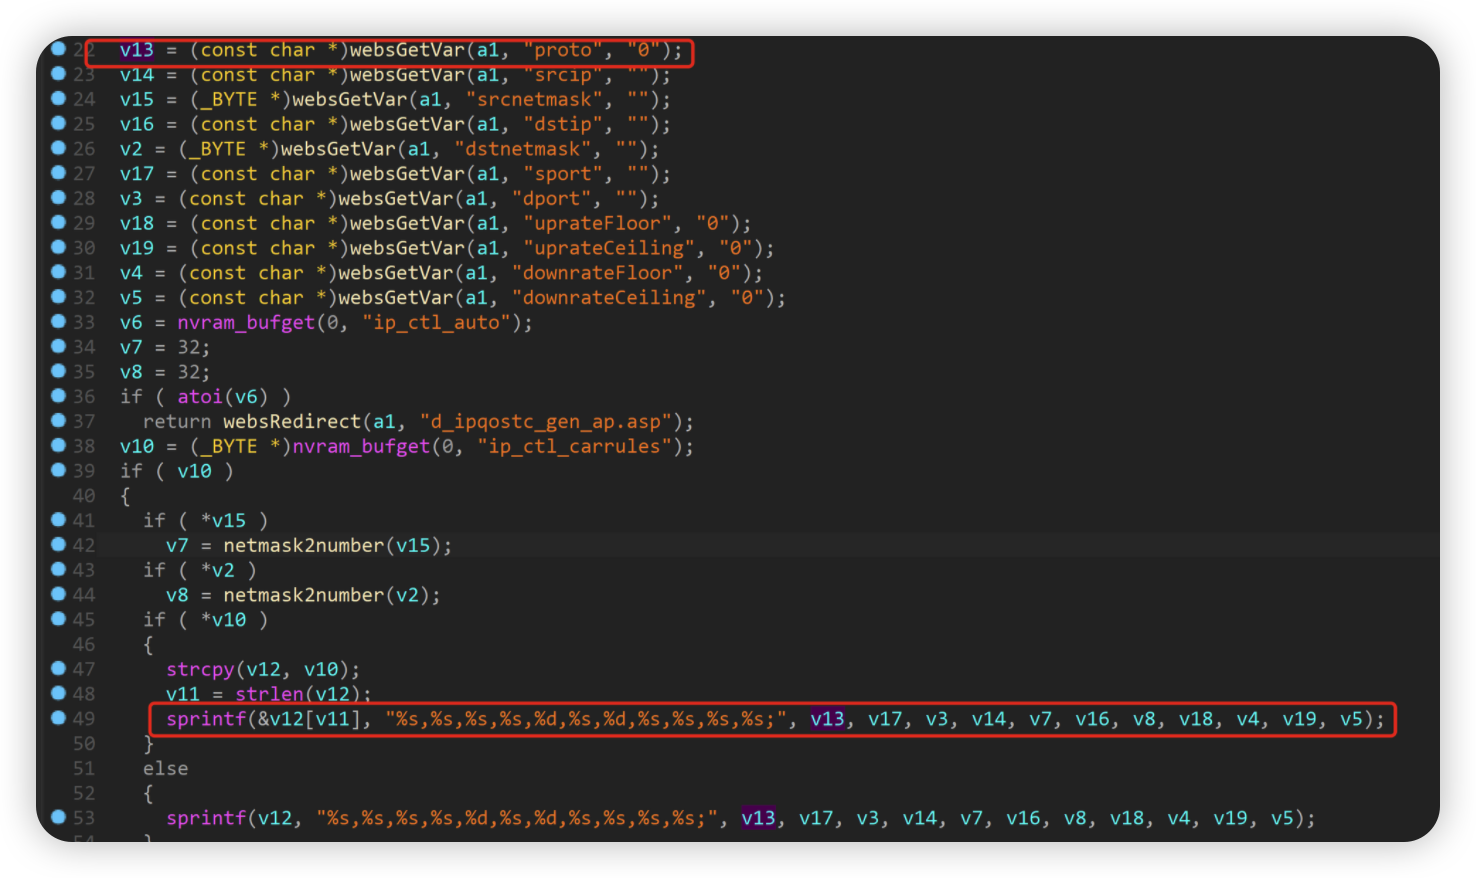 22 v13 = (const char *)websGetVar(a1, "proto", "0");
23 v14 = (const char *)websGetVar(a1, "srcip", "");
24 v15 = (_BYTE *)websGetVar(a1, "srcnetmask", "");
25 v16 = (const char *)websGetVar(a1, "dstip", "");
26 v2 = (_BYTE *)websGetVar(a1, "dstnetmask", "");
27 v17 = (const char *)websGetVar(a1, "sport", "");
28 v3 = (const char *)websGetVar(a1, "dport", "");
29 v18 = (const char *)websGetVar(a1, "uprateFloor", "0");
30 v19 = (const char *)websGetVar(a1, "uprateCeiling", "0");
31 v4 = (const char *)websGetVar(a1, "downrateFloor", "0");
32 v5 = (const char *)websGetVar(a1, "downrateCeiling", "0");
33 v6 = nvram_bufget(0, "ip_ctl_auto");
34 v7 = 32;
35 v8 = 32;
36 if ( atoi(v6) )
37 return websRedirect(a1, "d_ipqostc_gen_ap.asp");
38 v10 = (_BYTE *)nvram_bufget(0, "ip_ctl_carrules");
39 if ( v10 )
40 {
41 if ( *v15 )
42 v7 = netmask2number(v15);
43 if ( *v2 )
44 v8 = netmask2number(v2);
45 if ( *v10 )
46 {
47 strcpy(v12, v10);
48 v11 = strlen(v12);
49 sprintf(&v12[v11], "%s,%s,%s,%s,%d,%s,%d,%s,%s,%s,%s;", v13, v17, v3, v14, v7, v16, v8, v18, v4, v19, v5);
50 }
51 else
52 {
53 sprintf(v12, "%s,%s,%s,%s,%d,%s,%d,%s,%s,%s,%s;", v13, v17, v3, v14, v7, v16, v8, v18, v4, v19, v5);
54 }